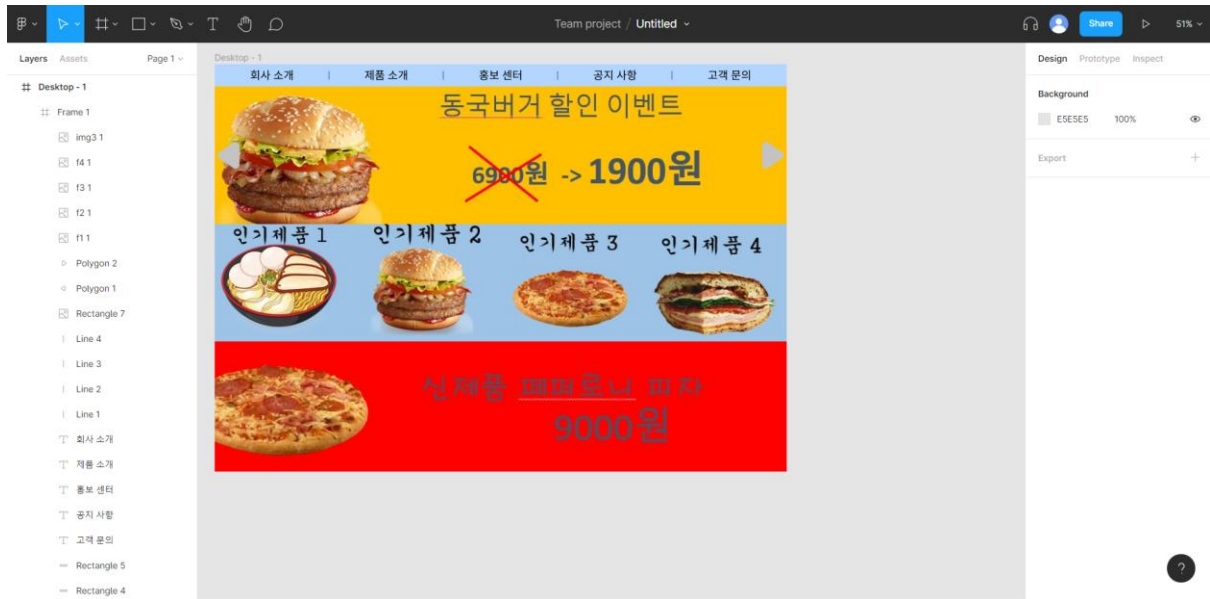 Team project / Untitled
Share
51%
Layers
Assets
Page 1
Design
Prototype
Inspect
Desktop - 1
Frame 1
img3 1
f4 1
f3 1
f2 1
f1 1
Polygon 2
Polygon 1
Rectangle 7
Line 4
Line 3
Line 2
Line 1
회사 소개
제품 소개
홍보 센터
공지 사항
고객 문의
Rectangle 5
Rectangle 4
Desktop - 1
회사 소개 | 제품 소개 | 홍보 센터 | 공지 사항 | 고객 문의
동국버거 할인 이벤트
6900원 -> 1900원
인기제품 1
인기제품 2
인기제품 3
인기제품 4
신제품 페퍼로니 피자
9000원
Background
E5E5E5 100%
Export
?